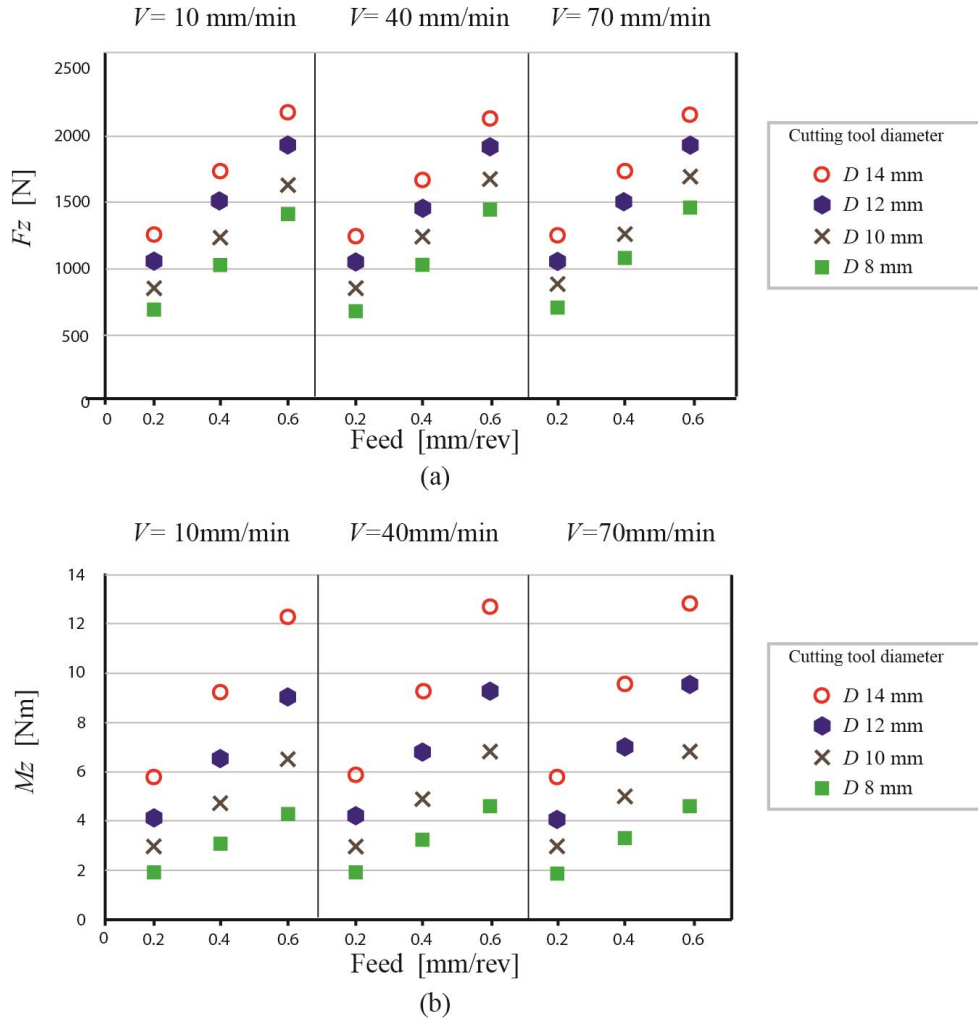 V= 10 mm/min V= 40 mm/min V= 70 mm/min
2500
2000
1500
1000
500
0
Fz [N]
0 0.2 0.4 0.6 0.2 0.4 0.6 0.2 0.4 0.6
Feed [mm/rev]
(a)
Cutting tool diameter
D 14 mm
D 12 mm
D 10 mm
D 8 mm
V= 10mm/min V=40mm/min V=70mm/min
14
12
10
8
6
4
2
0
Mz [Nm]
0 0.2 0.4 0.6 0.2 0.4 0.6 0.2 0.4 0.6
Feed [mm/rev]
(b)
Cutting tool diameter
D 14 mm
D 12 mm
D 10 mm
D 8 mm